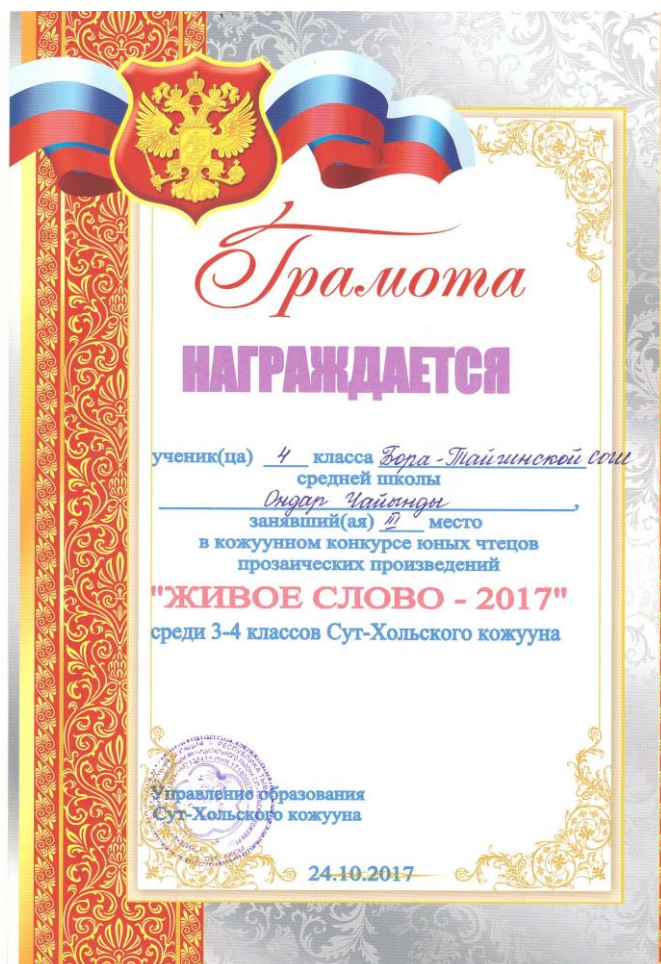 Грамота
НАГРАЖДАЕТСЯ
ученик(ца) 4 класса Бора-Тайгинской сош
средней школы
Ондар Чайынды,
занявший(ая) III место
в кожуунном конкурсе юных чтецов
прозаических произведений
"ЖИВОЕ СЛОВО - 2017"
среди 3-4 классов Сут-Хольского кожууна
РЕСПУБЛИКА
Управление образования
Сут-Хольского кожууна
24.10.2017